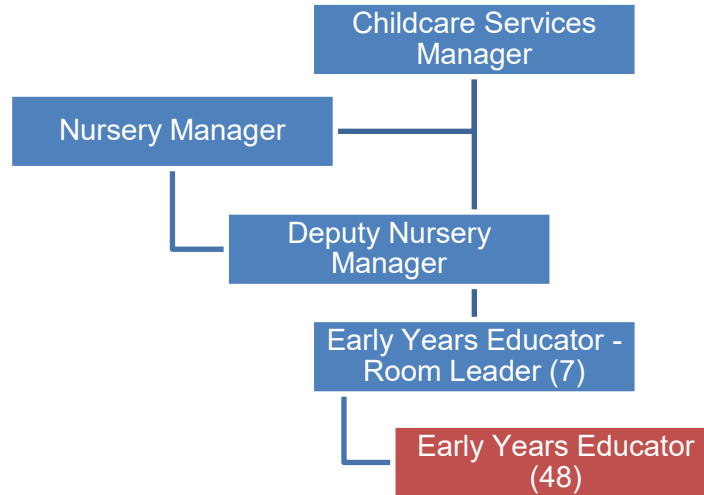 Childcare Services
Manager
Nursery Manager
Deputy Nursery
Manager
Early Years Educator -
Room Leader (7)
Early Years Educator
(48)